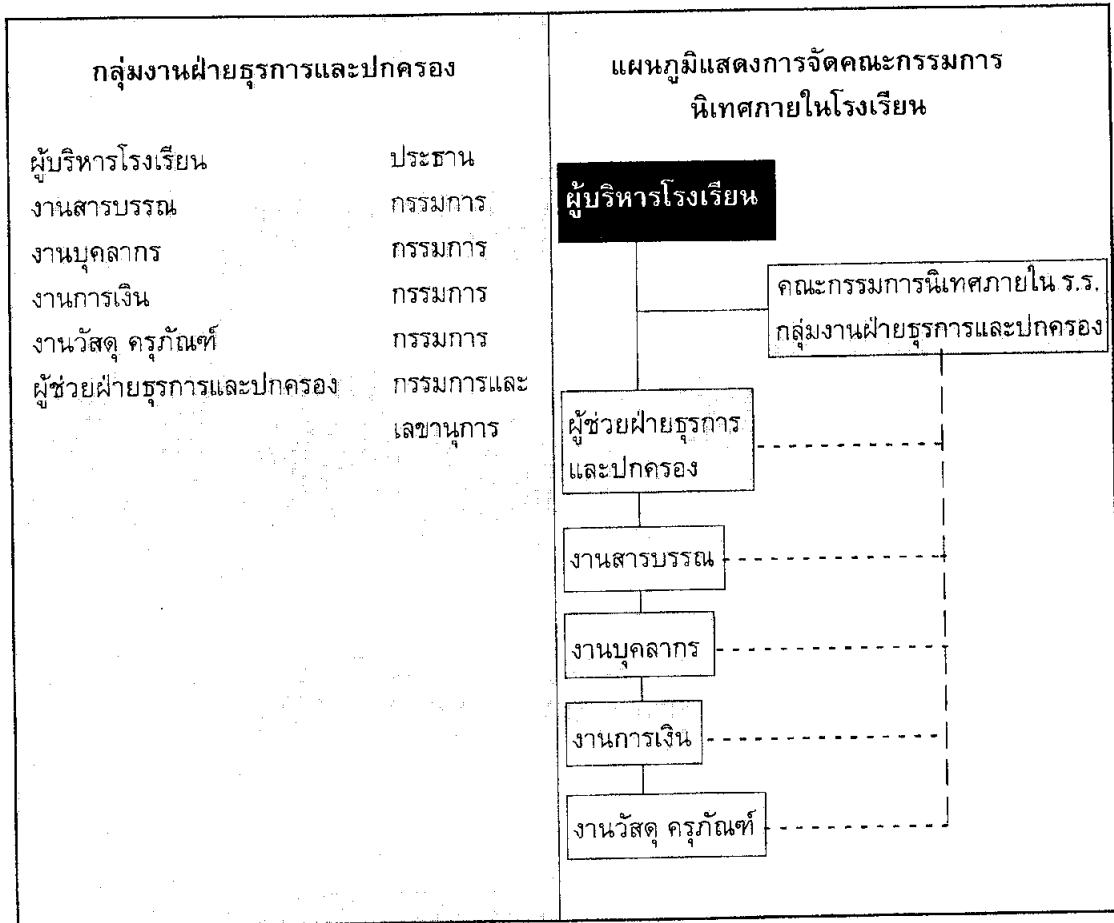 กลุ่มงานฝ่ายธุรการและปกครอง
ผู้บริหารโรงเรียน ประธาน
งานสารบรรณ กรรมการ
งานบุคลากร กรรมการ
งานการเงิน กรรมการ
งานวัสดุ ครุภัณฑ์ กรรมการ
ผู้ช่วยฝ่ายธุรการและปกครอง กรรมการและ
เลขานุการ
แผนภูมิแสดงการจัดคณะกรรมการ
นิเทศภายในโรงเรียน
ผู้บริหารโรงเรียน
คณะกรรมการนิเทศภายใน ร.ร.
กลุ่มงานฝ่ายธุรการและปกครอง
ผู้ช่วยฝ่ายธุรการ
และปกครอง
งานสารบรรณ
งานบุคลากร
งานการเงิน
งานวัสดุ ครุภัณฑ์